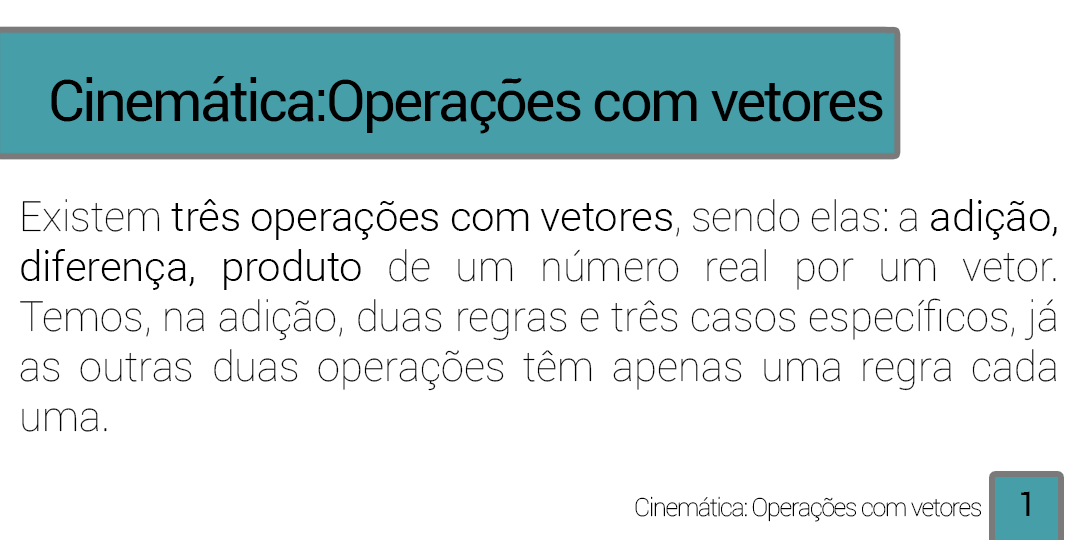 Cinemática:Operações com vetores
Existem três operações com vetores, sendo elas: a adição,
diferença, produto de um número real por um vetor.
Temos, na adição, duas regras e três casos específicos, já
as outras duas operações têm apenas uma regra cada
uma.
Cinemática: Operações com vetores
1